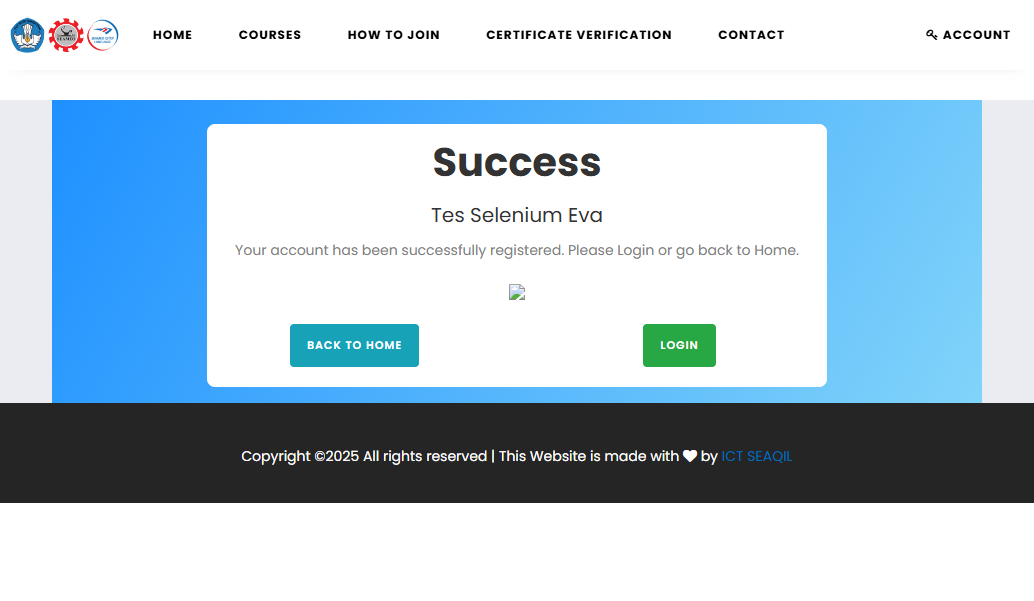 HOME
COURSES
HOW TO JOIN
CERTIFICATE VERIFICATION
CONTACT
ACCOUNT
Success
Tes Selenium Eva
Your account has been successfully registered. Please Login or go back to Home.
BACK TO HOME
LOGIN
Copyright ©2025 All rights reserved | This Website is made with ♥ by ICT SEAQIL